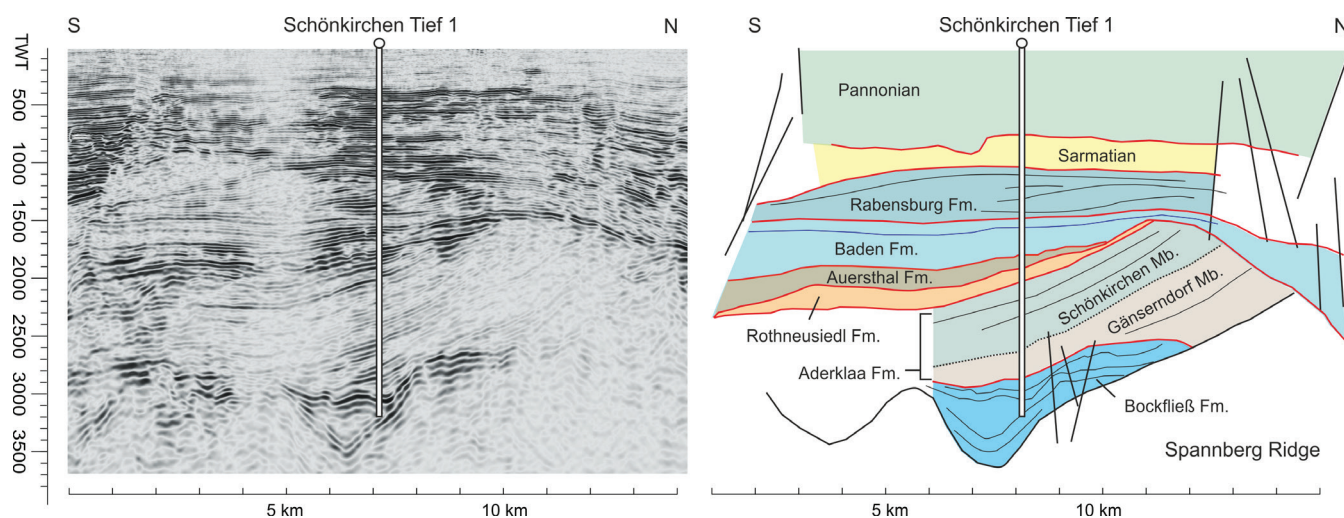 S
Schönkirchen Tief 1
N
TWT
500
1000
1500
2000
2500
3000
3500
5 km
10 km
S
Schönkirchen Tief 1
N
Pannonian
Sarmatian
Rabensburg Fm.
Baden Fm.
Auersthal Fm.
Schönkirchen Mb.
Gänserndorf Mb.
Rothneusiedl Fm.
Aderklaa Fm.
Bockfließ Fm.
Spannberg Ridge
5 km
10 km